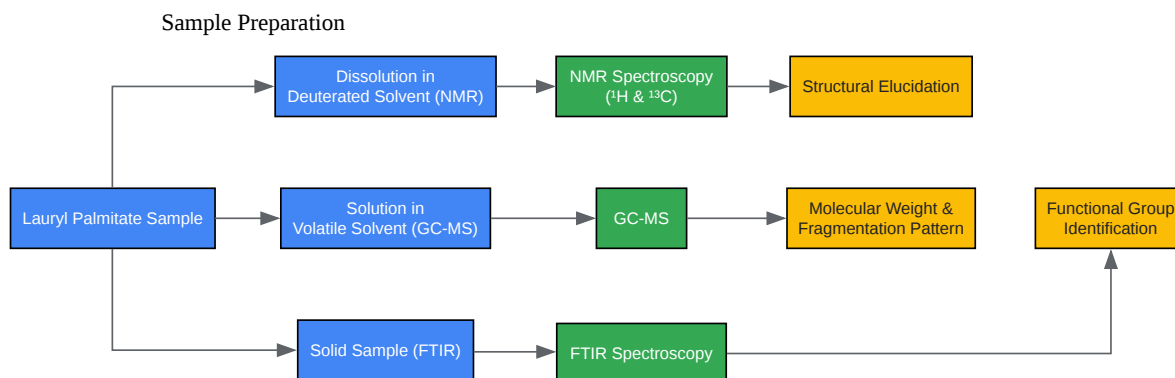 Sample Preparation
Dissolution in
Deuterated Solvent (NMR)
NMR Spectroscopy
(¹H & ¹³C)
Structural Elucidation
Lauryl Palmitate Sample
Solution in
Volatile Solvent (GC-MS)
GC-MS
Molecular Weight &
Fragmentation Pattern
Functional Group
Identification
Solid Sample (FTIR)
FTIR Spectroscopy